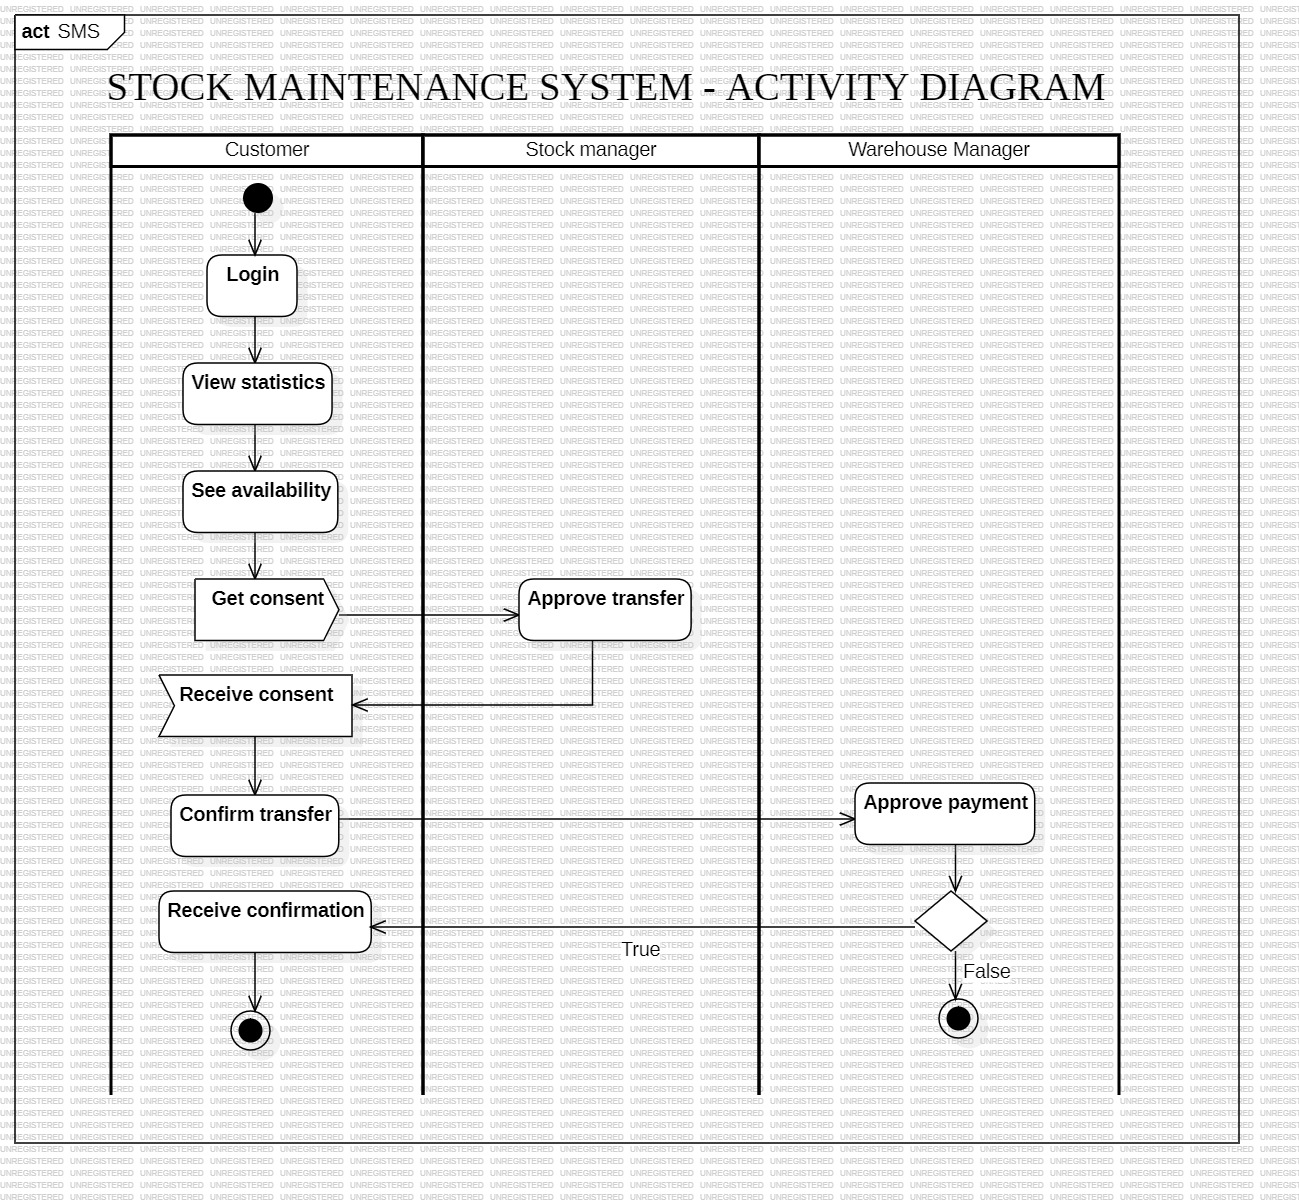 act SMS
STOCK MAINTENANCE SYSTEM - ACTIVITY DIAGRAM
Customer
Stock manager
Warehouse Manager
Login
View statistics
See availability
Get consent
Approve transfer
Receive consent
Confirm transfer
Approve payment
Receive confirmation
True
False
UNREGISTERED